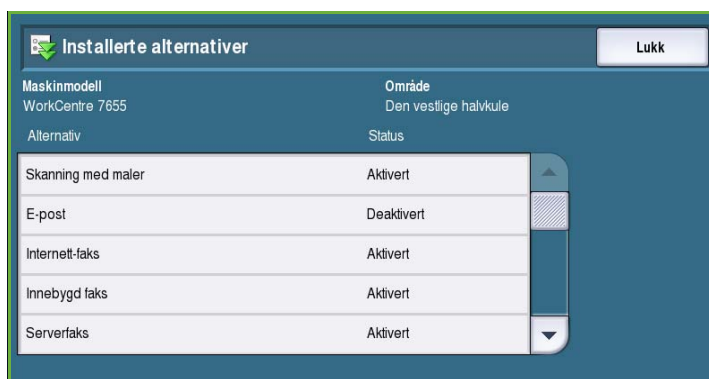 Installerte alternativer
Lukk
Maskinmodell
Område
WorkCentre 7655
Den vestlige halvkule
Alternativ
Status
Skanning med maler
Aktivert
E-post
Deaktivert
Internett-faks
Aktivert
Innebygd faks
Aktivert
Serverfaks
Aktivert